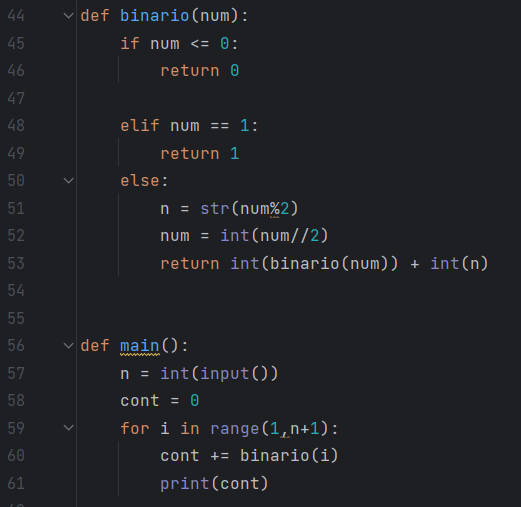 44 def binario(num):
45     if num <= 0:
46         return 0
47
48     elif num == 1:
49         return 1
50     else:
51         n = str(num%2)
52         num = int(num//2)
53         return int(binario(num)) + int(n)
54
55
56 def main():
57     n = int(input())
58     cont = 0
59     for i in range(1,n+1):
60         cont += binario(i)
61         print(cont)